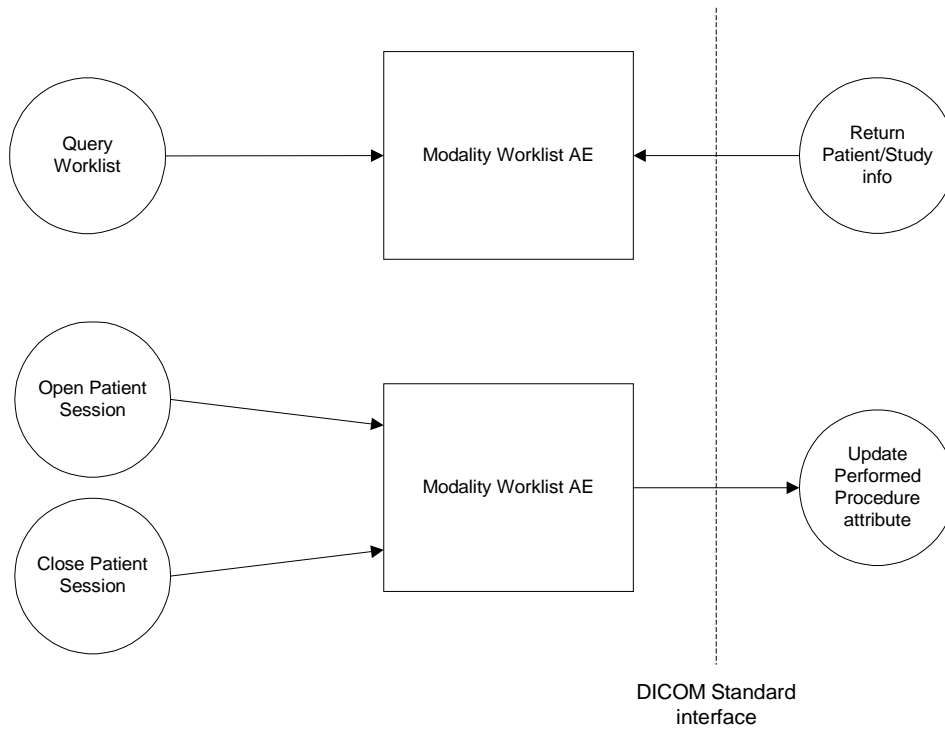 Query
Worklist
Modality Worklist AE
Return
Patient/Study
info
Open Patient
Session
Close Patient
Session
Modality Worklist AE
Update
Performed
Procedure
attribute
DICOM Standard
interface